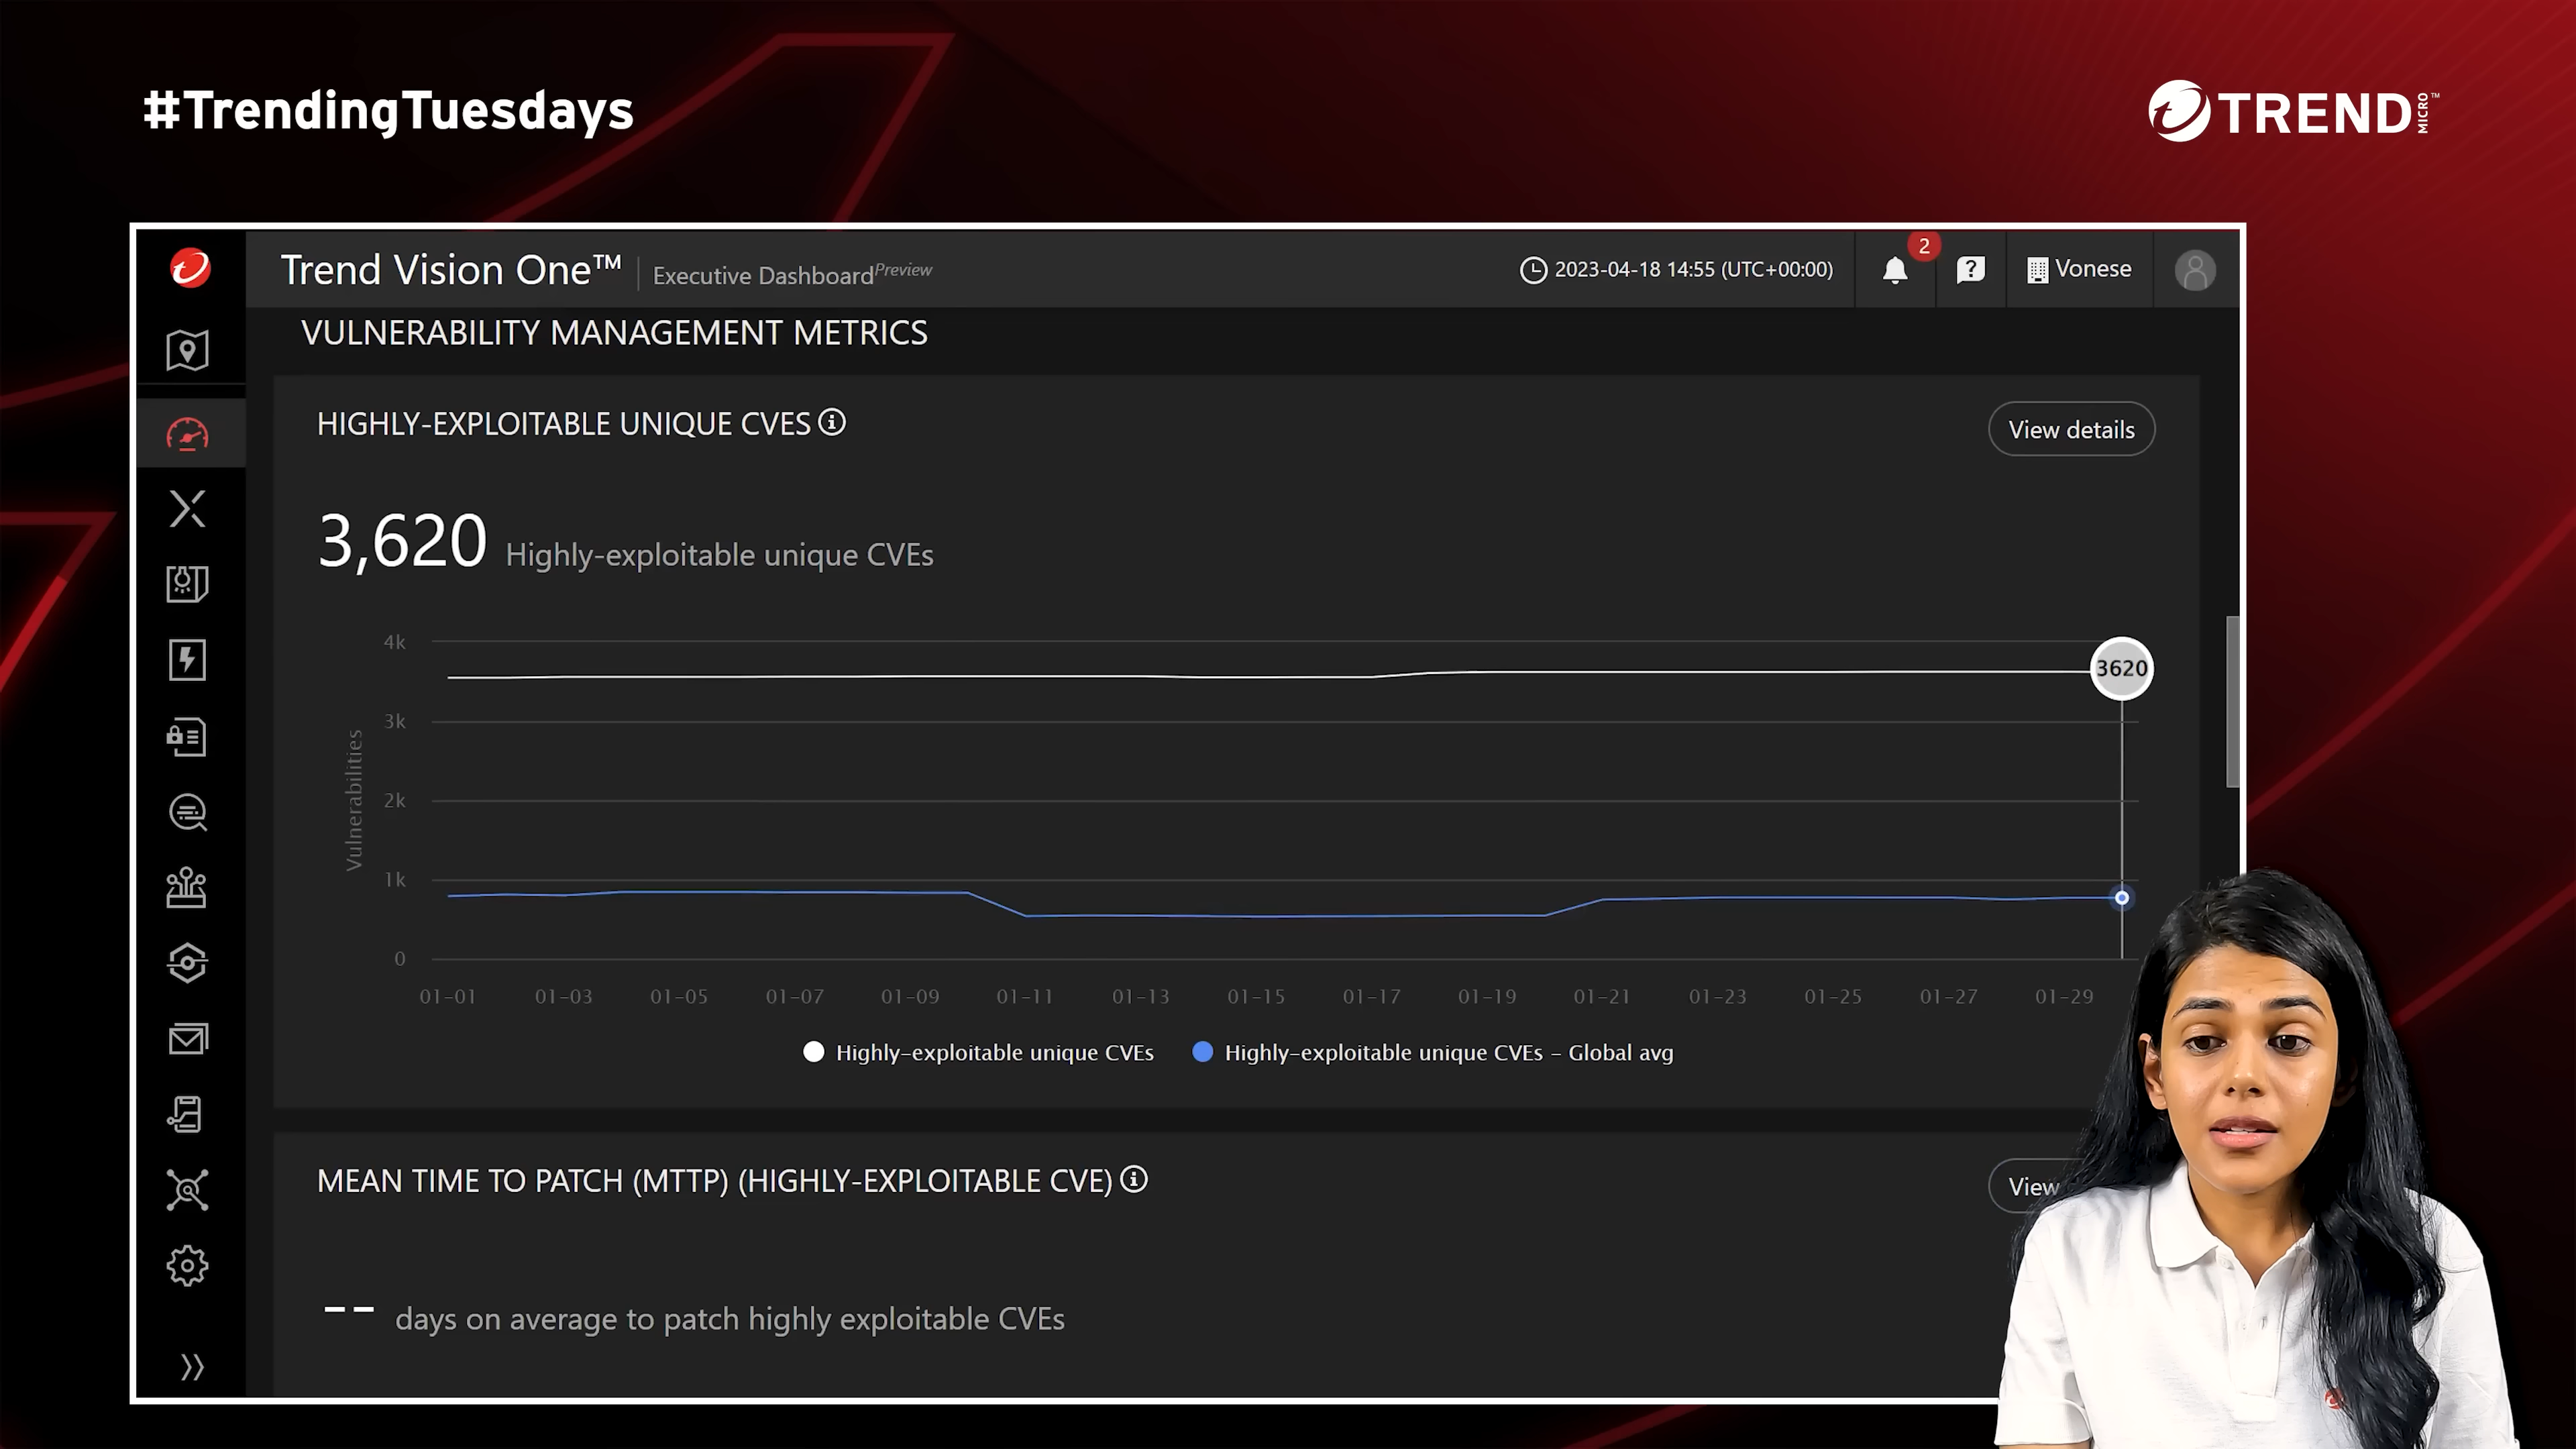 #TrendingTuesdays
TREND MICRO™
Trend Vision One™ Executive Dashboard Preview
2023-04-18 14:55 (UTC+00:00)
2
Vonese
VULNERABILITY MANAGEMENT METRICS
HIGHLY-EXPLOITABLE UNIQUE CVES
View details
3,620 Highly-exploitable unique CVEs
Vulnerabilities
4k
3620
3k
2k
1k
0
01-01 01-03 01-05 01-07 01-09 01-11 01-13 01-15 01-17 01-19 01-21 01-23 01-25 01-27 01-29
Highly-exploitable unique CVEs Highly-exploitable unique CVEs - Global avg
MEAN TIME TO PATCH (MTTP) (HIGHLY-EXPLOITABLE CVE)
View
-- days on average to patch highly exploitable CVEs